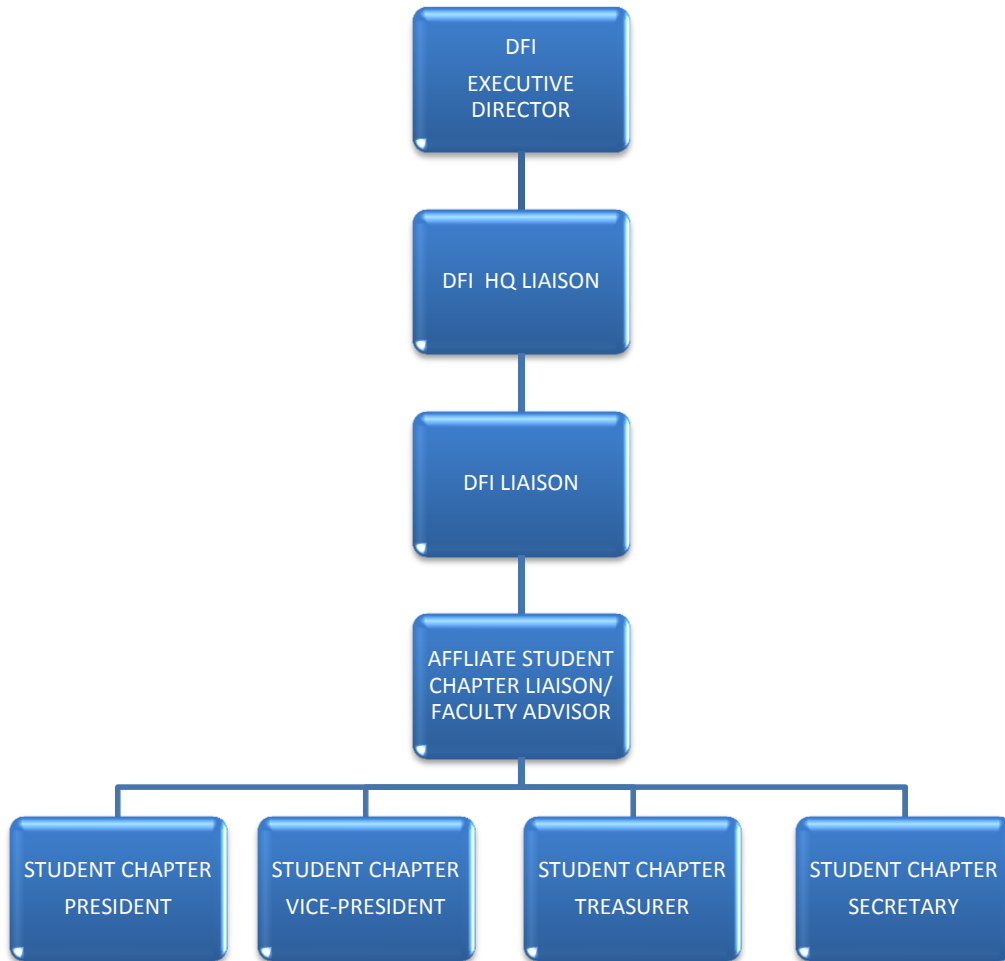 DFI
EXECUTIVE
DIRECTOR
DFI HQ LIAISON
DFI LIAISON
AFFLIATE STUDENT
CHAPTER LIAISON/
FACULTY ADVISOR
STUDENT CHAPTER
PRESIDENT
STUDENT CHAPTER
VICE-PRESIDENT
STUDENT CHAPTER
TREASURER
STUDENT CHAPTER
SECRETARY